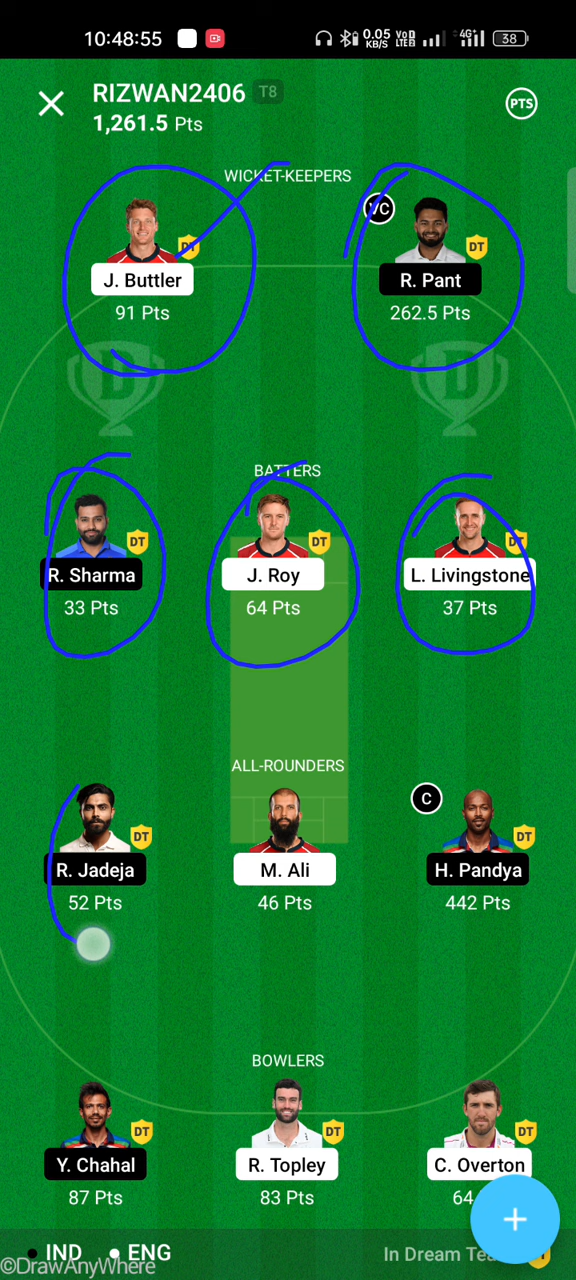 10:48:55
0.05 KB/S
VoD LTE2
4G+
38
RIZWAN2406 T8
1,261.5 Pts
PTS
WICKET-KEEPERS
VC
DT DT
J. Buttler R. Pant
91 Pts 262.5 Pts
BATTERS
DT DT DT
R. Sharma J. Roy L. Livingstone
33 Pts 64 Pts 37 Pts
ALL-ROUNDERS
C
DT DT
R. Jadeja M. Ali H. Pandya
52 Pts 46 Pts 442 Pts
BOWLERS
DT DT DT
Y. Chahal R. Topley C. Overton
87 Pts 83 Pts 64
+
IND ENG In Dream Tea
©DrawAnyWhere